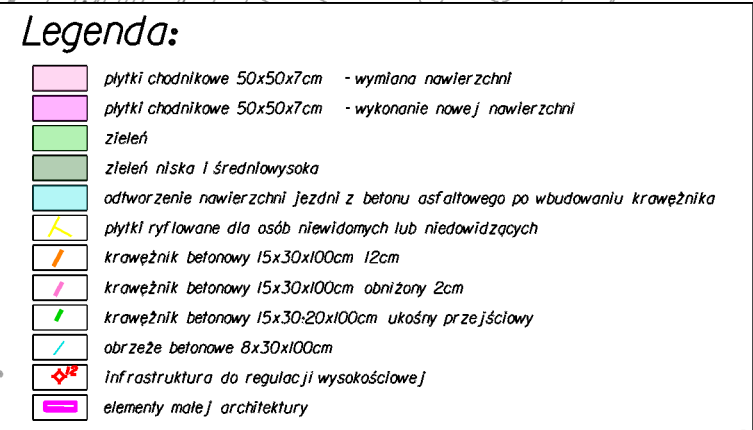 Legenda:
płytki chodnikowe 50x50x7cm - wymiana nawierzchni
płytki chodnikowe 50x50x7cm - wykonanie nowej nawierzchni
zieleń
zieleń niska i średniowysoka
odtworzenie nawierzchni jezdni z betonu asfaltowego po wbudowaniu krawężnika
płytki ryflowane dla osób niewidomych lub niedowidzących
krawężnik betonowy 15x30x100cm 12cm
krawężnik betonowy 15x30x100cm obniżony 2cm
krawężnik betonowy 15x30÷20x100cm ukośny przejściowy
obrzeże betonowe 8x30x100cm
12 infrastruktura do regulacji wysokościowej
elementy małej architektury